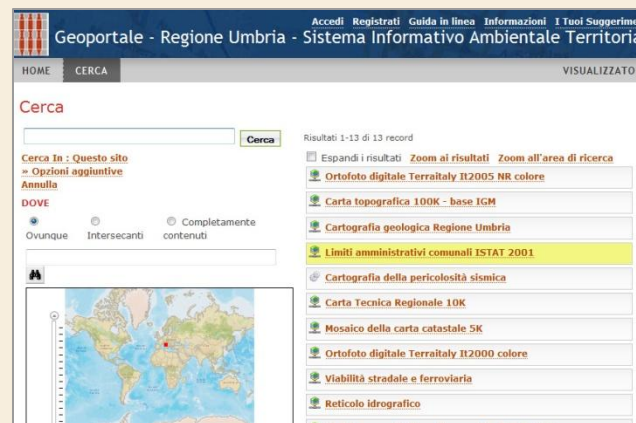 Accedi Registrati Guida in linea Informazioni I Tuoi Suggerime
Geoportale - Regione Umbria - Sistema Informativo Ambientale Territoria
HOME CERCA VISUALIZZATO
Cerca
Cerca
Cerca In : Questo sito
» Opzioni aggiuntive
Annulla
DOVE
Ovunque Intersecanti Completamente contenuti
Risultati 1-13 di 13 record
Espandi i risultati Zoom ai risultati Zoom all'area di ricerca
Ortofoto digitale Terraitaly It2005 NR colore
Carta topografica 100K - base IGM
Cartografia geologica Regione Umbria
Limiti amministrativi comunali ISTAT 2001
Cartografia della pericolosità sismica
Carta Tecnica Regionale 10K
Mosaico della carta catastale 5K
Ortofoto digitale Terraitaly It2000 colore
Viabilità stradale e ferroviaria
Reticolo idrografico